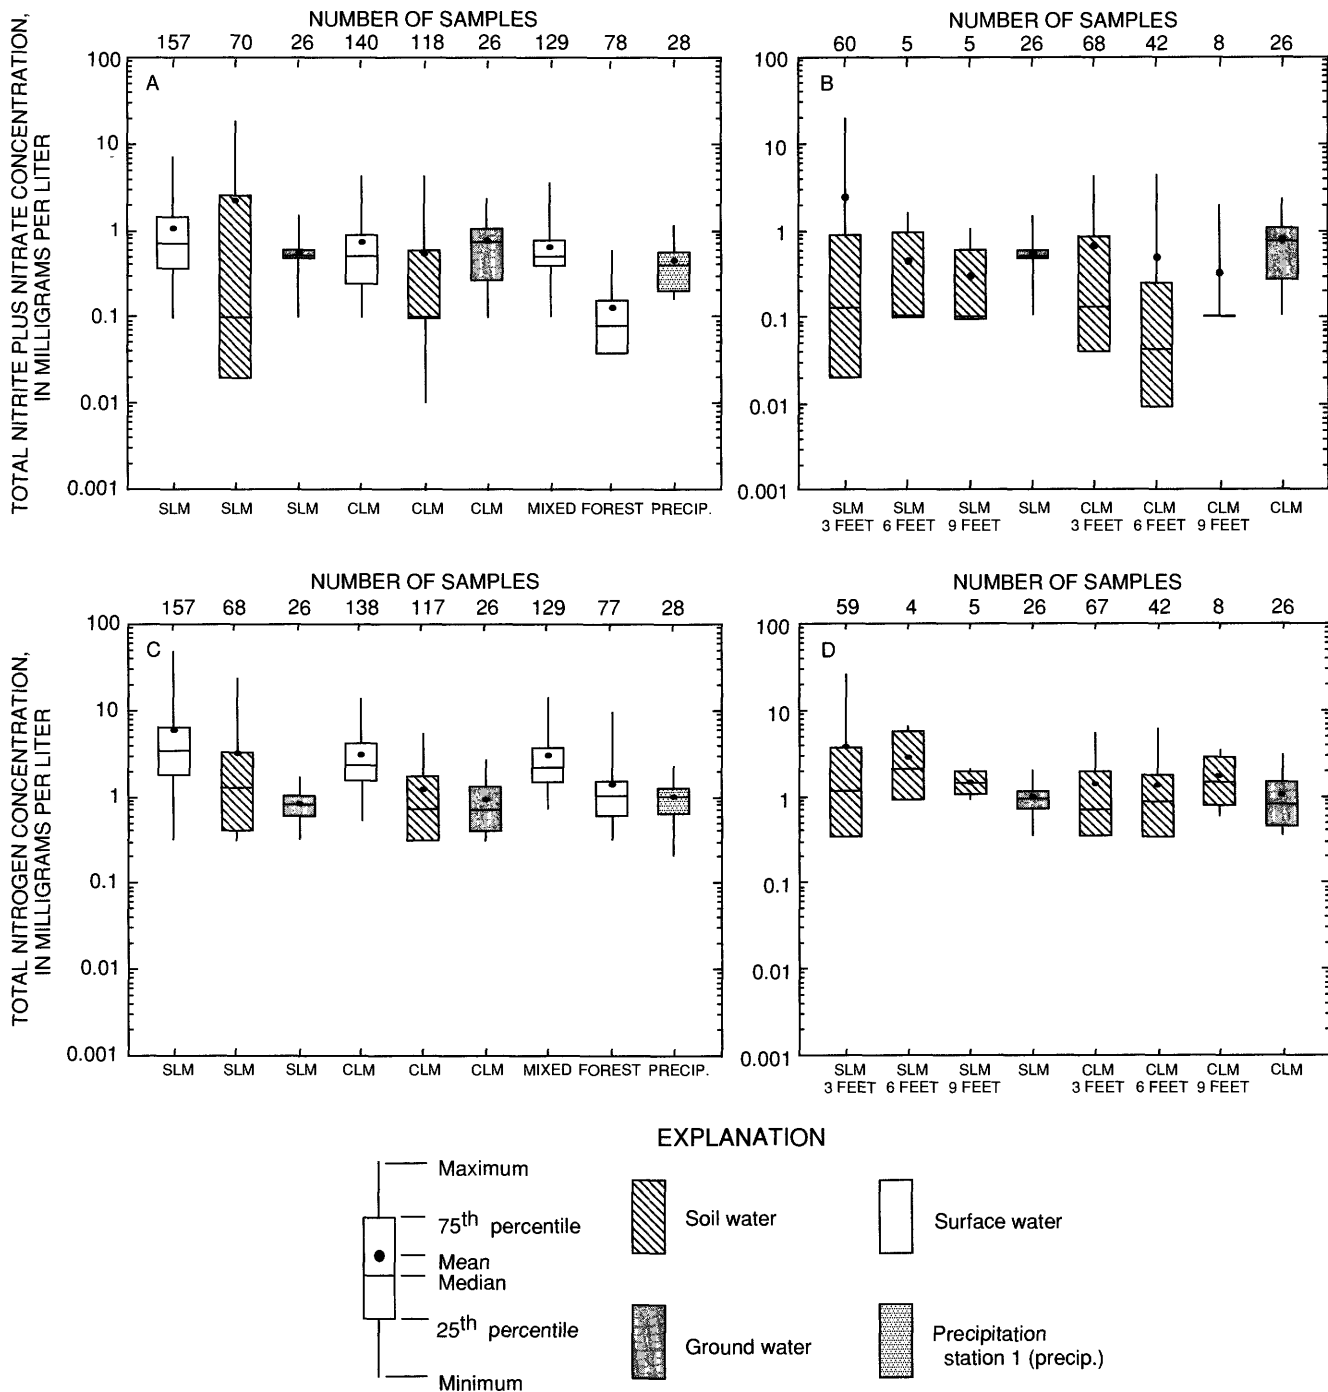 NUMBER OF SAMPLES
157 70 26 140 118 26 129 78 28
TOTAL NITRITE PLUS NITRATE CONCENTRATION,
IN MILLIGRAMS PER LITER
A
100
10
1
0.1
0.01
0.001
SLM SLM SLM CLM CLM CLM MIXED FOREST PRECIP.
NUMBER OF SAMPLES
60 5 5 26 68 42 8 26
B
100
10
1
0.1
0.01
0.001
SLM SLM SLM SLM CLM CLM CLM CLM
3 FEET 6 FEET 9 FEET 3 FEET 6 FEET 9 FEET
NUMBER OF SAMPLES
157 68 26 138 117 26 129 77 28
TOTAL NITROGEN CONCENTRATION,
IN MILLIGRAMS PER LITER
C
100
10
1
0.1
0.01
0.001
SLM SLM SLM CLM CLM CLM MIXED FOREST PRECIP.
NUMBER OF SAMPLES
59 4 5 26 67 42 8 26
D
100
10
1
0.1
0.01
0.001
SLM SLM SLM SLM CLM CLM CLM CLM
3 FEET 6 FEET 9 FEET 3 FEET 6 FEET 9 FEET
EXPLANATION
Maximum
75th percentile
Mean
Median
25th percentile
Minimum
Soil water
Surface water
Ground water
Precipitation
station 1 (precip.)